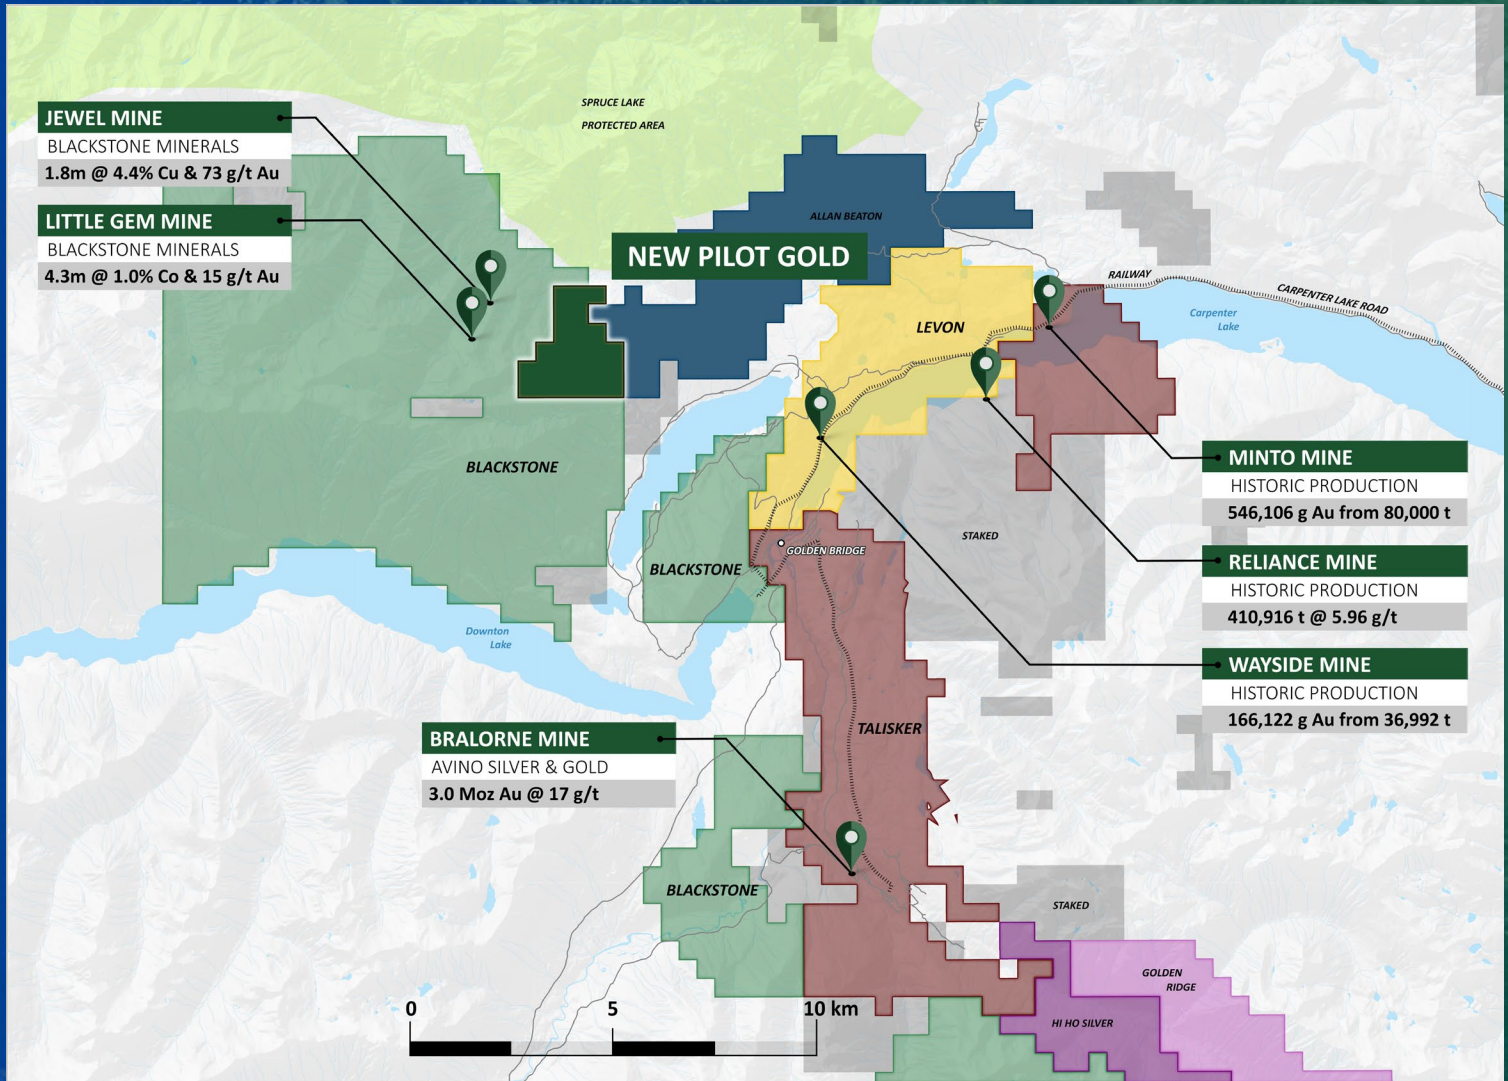 SPRUCE LAKE
PROTECTED AREA
JEWEL MINE
BLACKSTONE MINERALS
1.8m @ 4.4% Cu & 73 g/t Au
LITTLE GEM MINE
BLACKSTONE MINERALS
4.3m @ 1.0% Co & 15 g/t Au
ALLAN BEATON
NEW PILOT GOLD
RAILWAY
CARPENTER LAKE ROAD
Carpenter
Lake
LEVON
BLACKSTONE
MINTO MINE
HISTORIC PRODUCTION
546,106 g Au from 80,000 t
STAKED
GOLDEN BRIDGE
BLACKSTONE
RELIANCE MINE
HISTORIC PRODUCTION
410,916 t @ 5.96 g/t
Downton
Lake
WAYSIDE MINE
HISTORIC PRODUCTION
166,122 g Au from 36,992 t
TALISKER
BRALORNE MINE
AVINO SILVER & GOLD
3.0 Moz Au @ 17 g/t
BLACKSTONE
STAKED
GOLDEN
RIDGE
HI HO SILVER
0 5 10 km